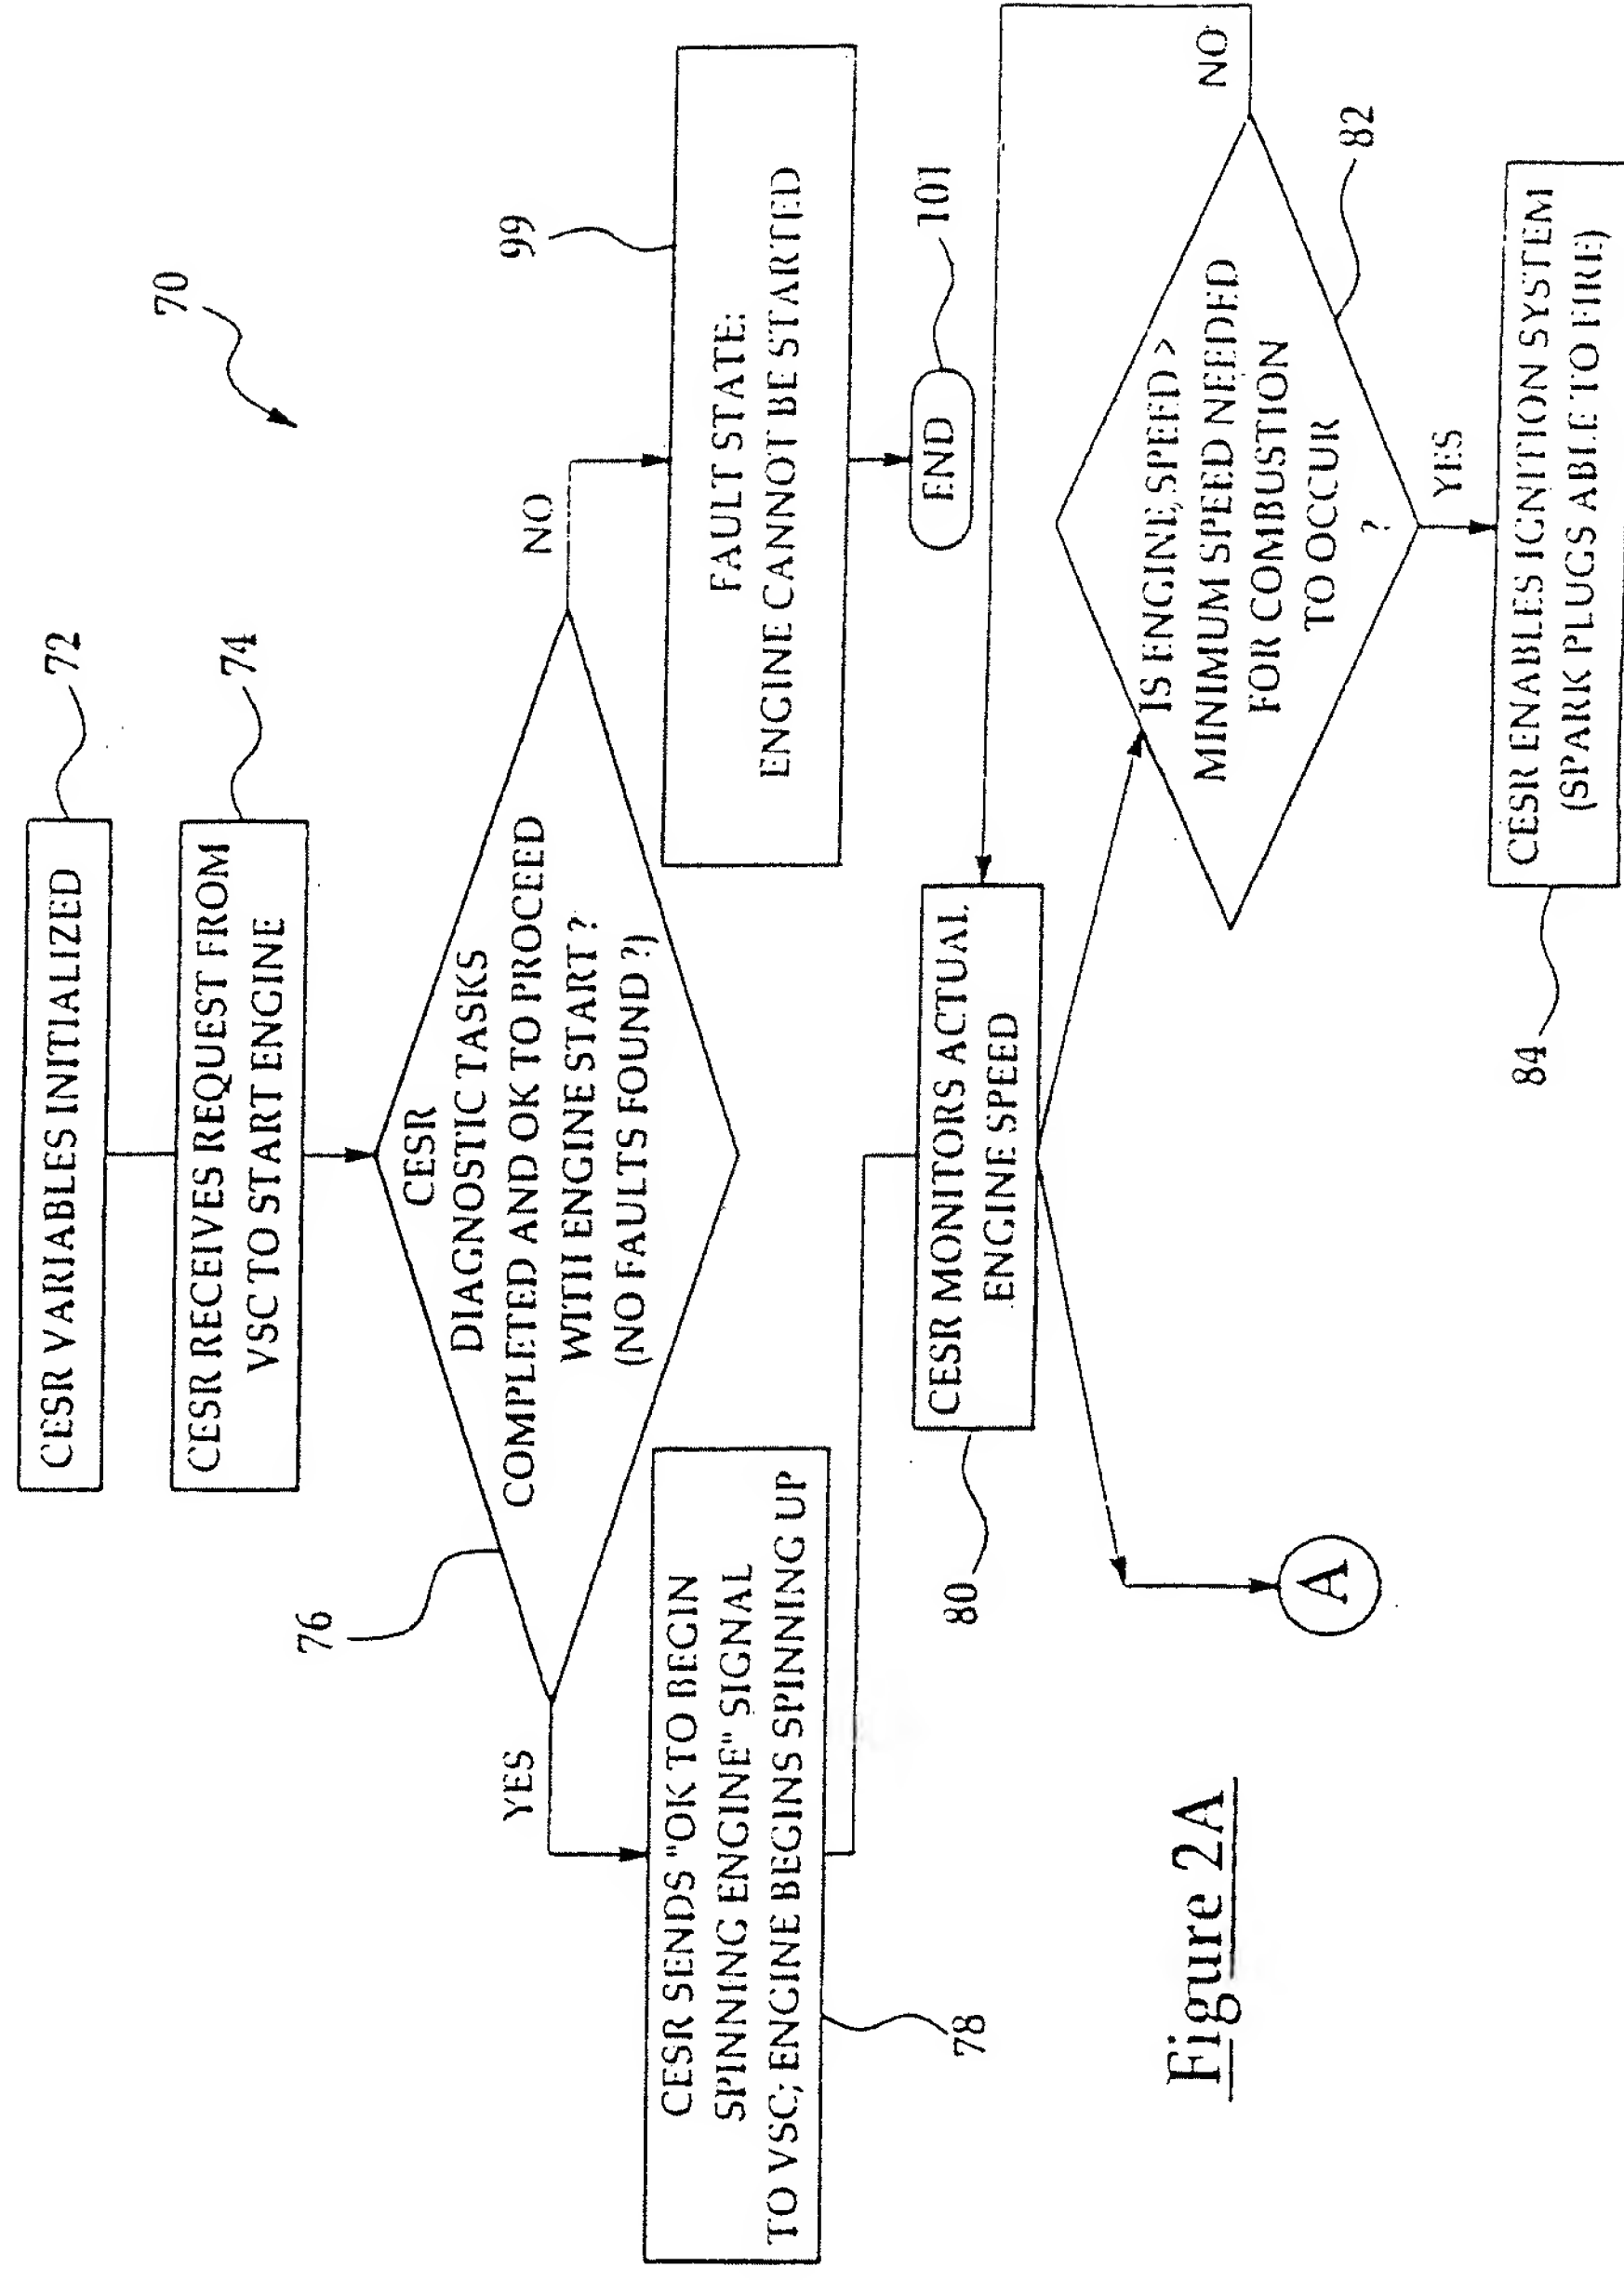 70
CESR VARIABLES INITIALIZED
72
CESR RECEIVES REQUEST FROM
VSC TO START ENGINE
74
CESR
DIAGNOSTIC TASKS
COMPLETED AND OK TO PROCEED
WITH ENGINE START ?
(NO FAULTS FOUND ?)
76
YES
NO
CESR SENDS "OK TO BEGIN
SPINNING ENGINE" SIGNAL
TO VSC; ENGINE BEGINS SPINNING UP
78
FAULT STATE:
ENGINE CANNOT BE STARTED
99
END
101
CESR MONITORS ACTUAL
ENGINE SPEED
80
IS ENGINE SPEED >
MINIMUM SPEED NEEDED
FOR COMBUSTION
TO OCCUR
?
82
NO
YES
A
CESR ENABLES IGNITION SYSTEM
(SPARK PLUGS ABLE TO FIRE)
84
Figure 2A